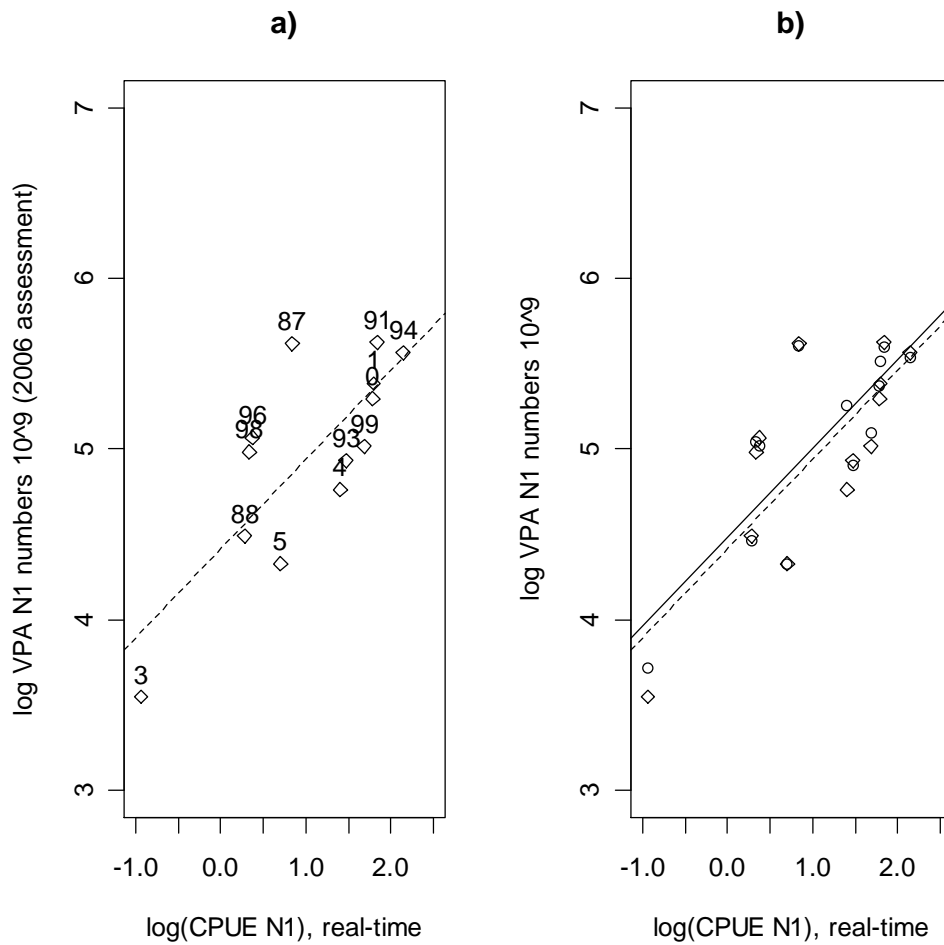 a)
log VPA N1 numbers 10^9 (2006 assessment)
7
6
5
4
3
87
91
94
1
0
96
98
99
93
4
88
5
3
-1.0 0.0 1.0 2.0
log(CPUE N1), real-time
b)
log VPA N1 numbers 10^9
7
6
5
4
3
-1.0 0.0 1.0 2.0
log(CPUE N1), real-time